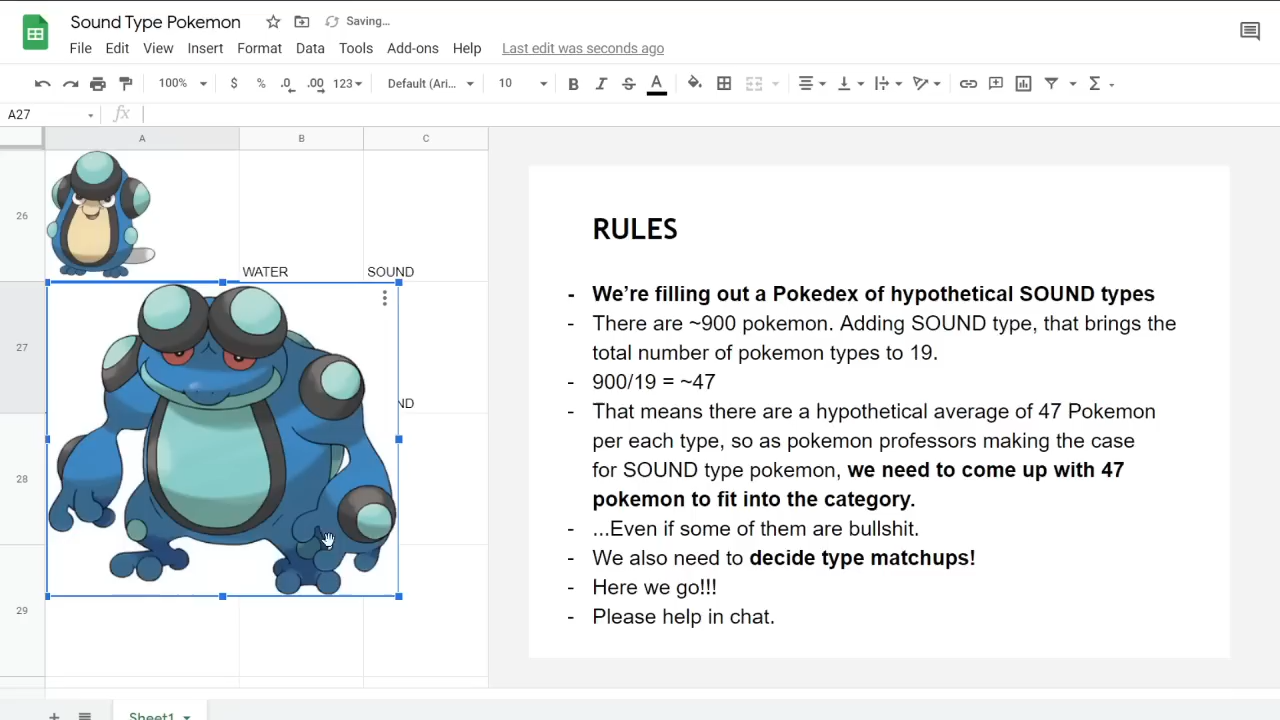 Sound Type Pokemon
Saving...
File Edit View Insert Format Data Tools Add-ons Help Last edit was seconds ago
100% $ % .0 .00 123 Default (Ari... 10 B I S A Σ
A27 fx
A B C
26
WATER SOUND
27
ND
28
29
RULES
- We're filling out a Pokedex of hypothetical SOUND types
- There are ~900 pokemon. Adding SOUND type, that brings the
total number of pokemon types to 19.
- 900/19 = ~47
- That means there are a hypothetical average of 47 Pokemon
per each type, so as pokemon professors making the case
for SOUND type pokemon, we need to come up with 47
pokemon to fit into the category.
- ...Even if some of them are bullshit.
- We also need to decide type matchups!
- Here we go!!!
- Please help in chat.
Sheet1